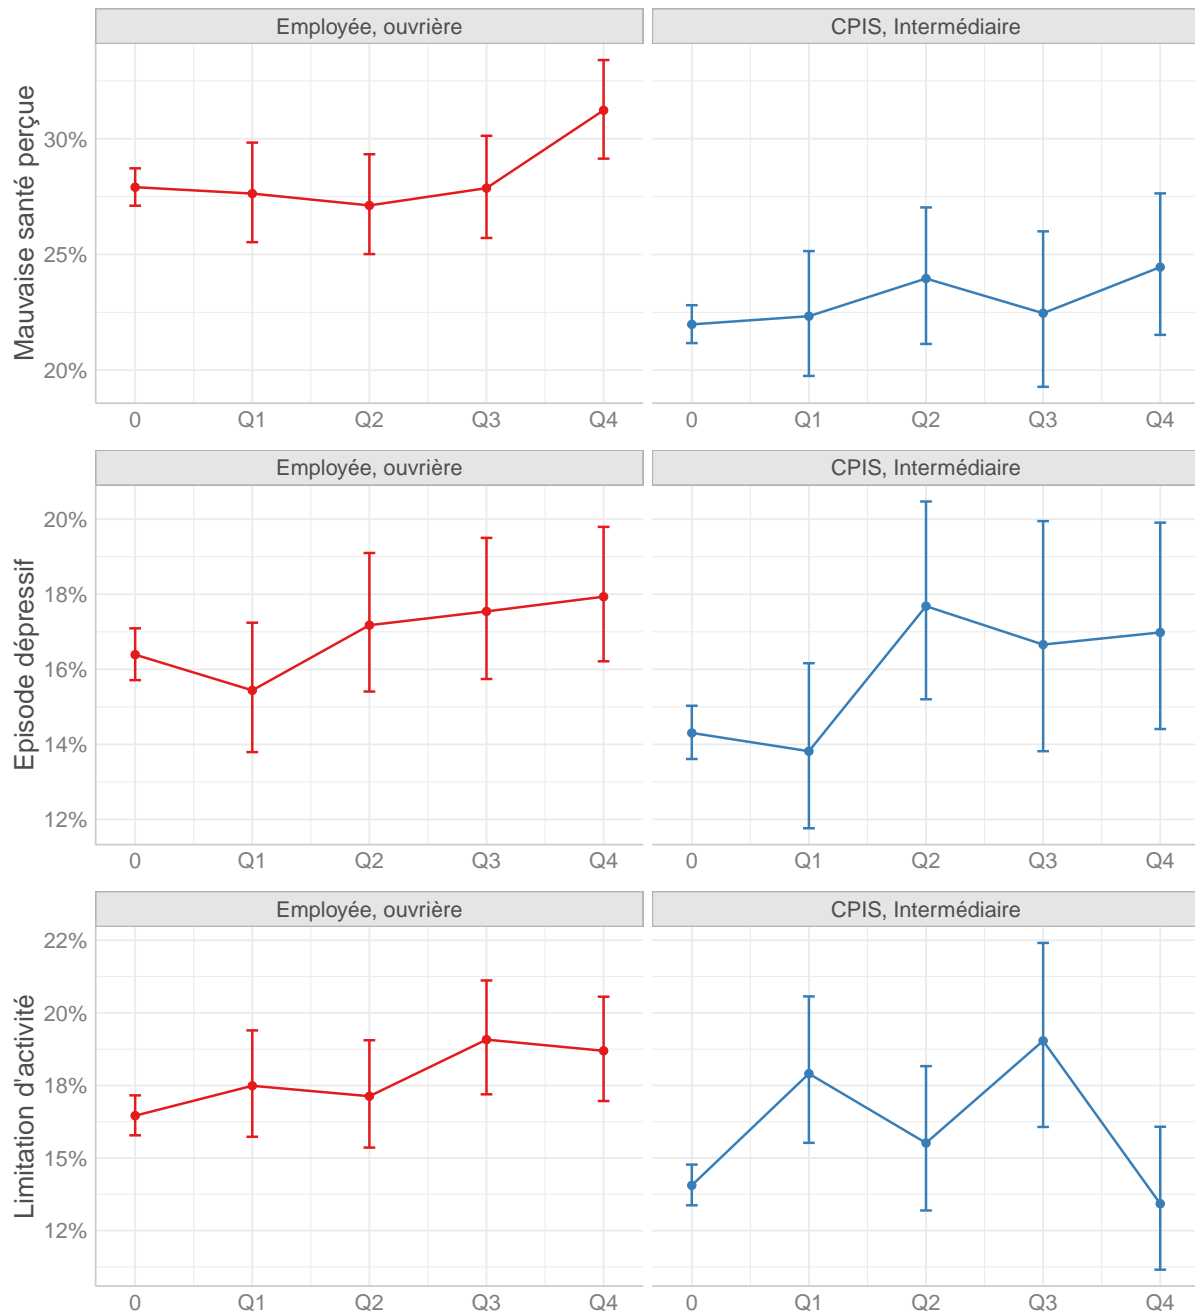 Employée, ouvrière
CPIS, Intermédiaire
Mauvaise santé perçue
30%
25%
20%
0 Q1 Q2 Q3 Q4
0 Q1 Q2 Q3 Q4
Employée, ouvrière
CPIS, Intermédiaire
Episode dépressif
20%
18%
16%
14%
12%
0 Q1 Q2 Q3 Q4
0 Q1 Q2 Q3 Q4
Employée, ouvrière
CPIS, Intermédiaire
Limitation d'activité
22%
20%
18%
15%
12%
0 Q1 Q2 Q3 Q4
0 Q1 Q2 Q3 Q4